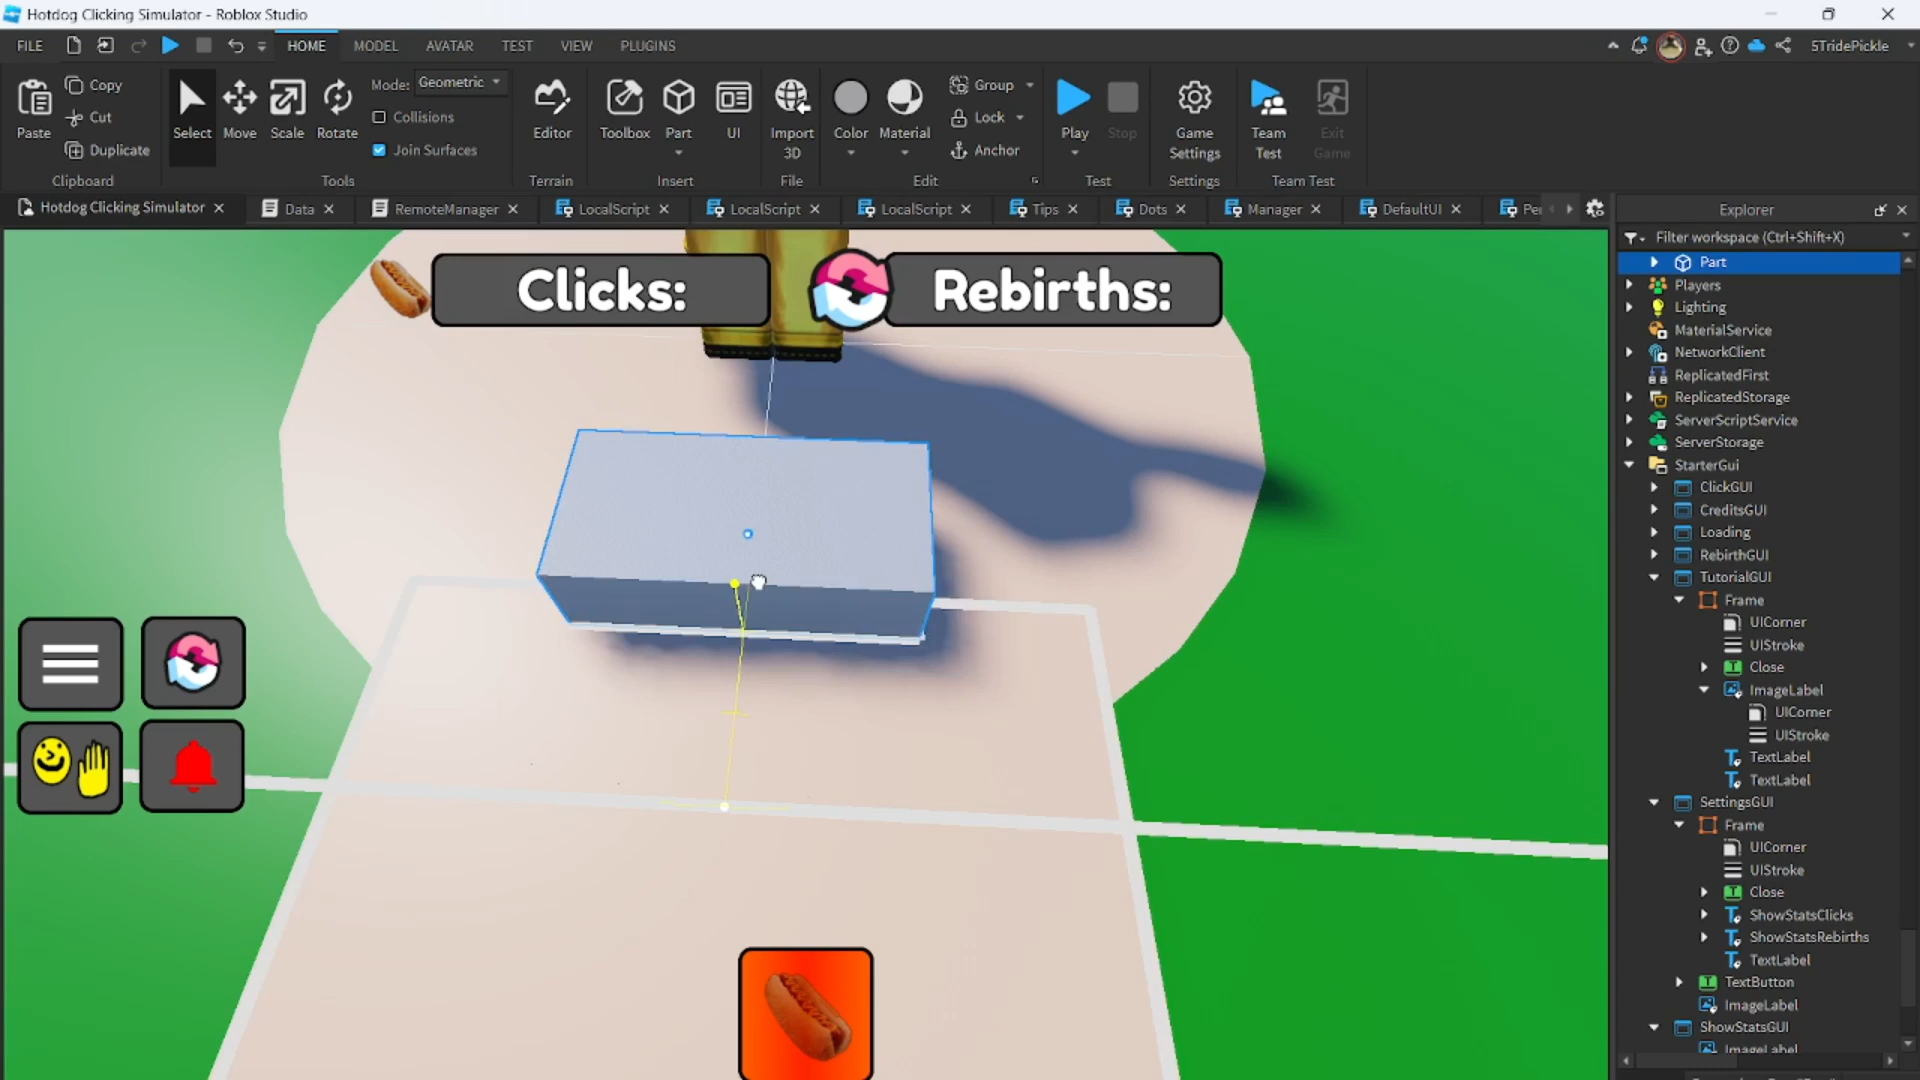 Hotdog Clicking Simulator - Roblox Studio
FILE HOME MODEL AVATAR TEST VIEW PLUGINS 5TridePickle
Paste Copy Cut Duplicate
Clipboard
Select Move Scale Rotate
Mode: Geometric
Collisions
Join Surfaces
Tools
Editor
Terrain
Toolbox Part UI
Insert
Import 3D
File
Color Material Group Lock Anchor
Edit
Play Stop
Test
Game Settings
Settings
Team Test Exit Game
Team Test
Hotdog Clicking Simulator Data RemoteManager LocalScript LocalScript LocalScript Tips Dots Manager DefaultUI
Clicks:
Rebirths:
Explorer
Filter workspace (Ctrl+Shift+X)
Part
Players
Lighting
MaterialService
NetworkClient
ReplicatedFirst
ReplicatedStorage
ServerScriptService
ServerStorage
StarterGui
ClickGUI
CreditsGUI
Loading
RebirthGUI
TutorialGUI
Frame
UICorner
UIStroke
Close
ImageLabel
UICorner
UIStroke
TextLabel
TextLabel
SettingsGUI
Frame
UICorner
UIStroke
Close
ShowStatsClicks
ShowStatsRebirths
TextLabel
TextButton
ImageLabel
ShowStatsGUI
ImageLabel